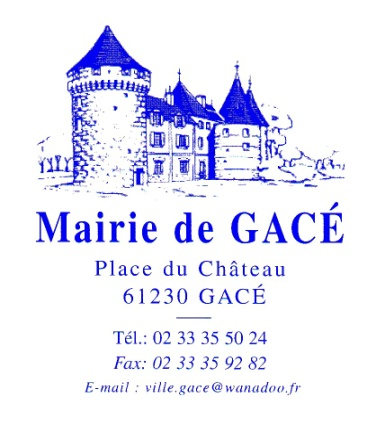 Mairie de GACÉ
Place du Château
61230 GACÉ
Tél.: 02 33 35 50 24
Fax: 02 33 35 92 82
E-mail : ville.gace@wanadoo.fr